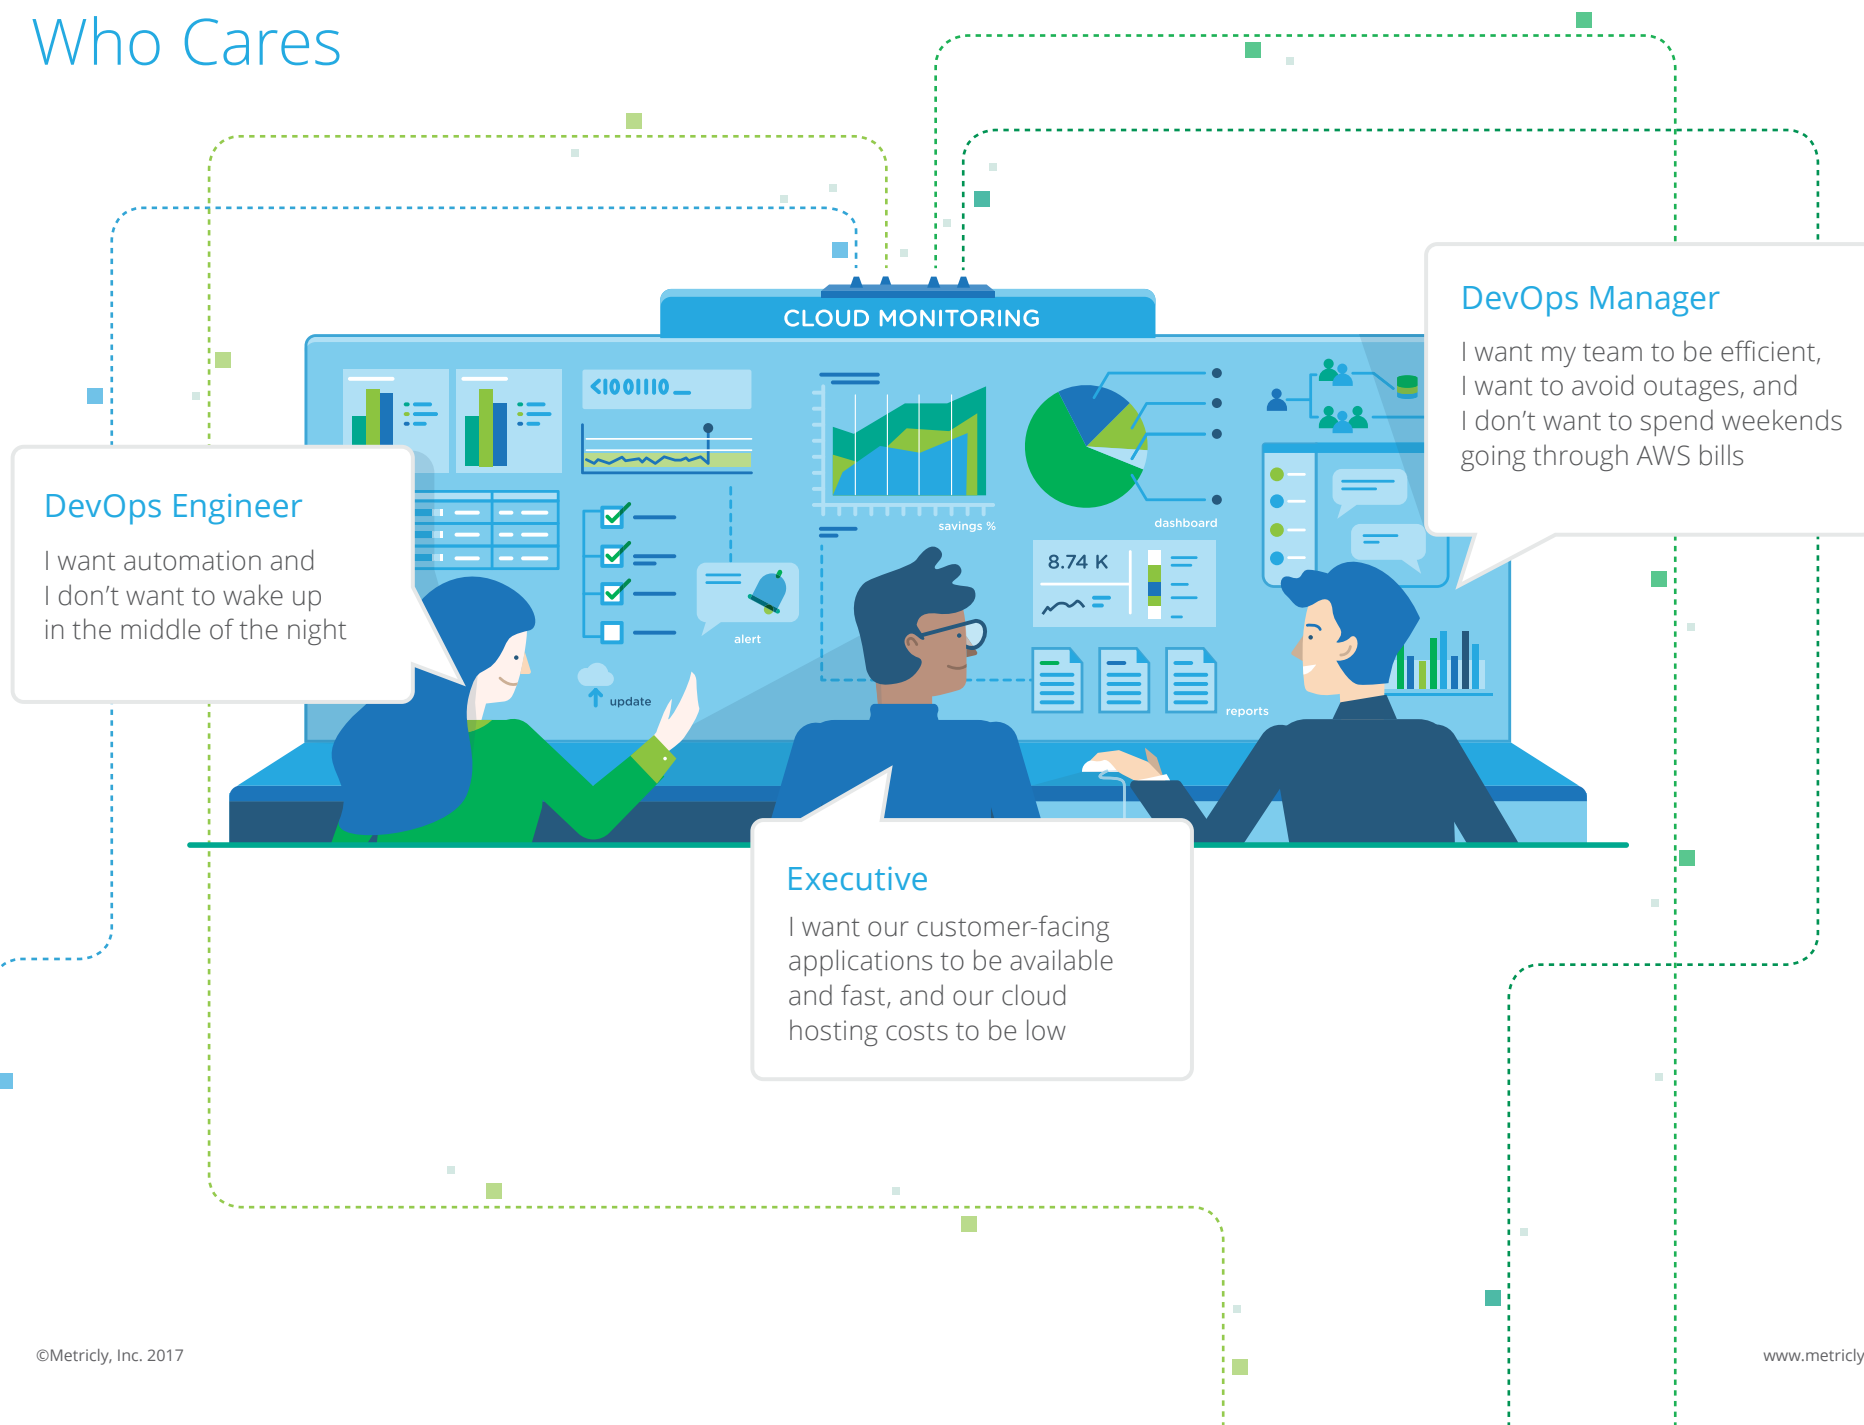 Who Cares
CLOUD MONITORING
DevOps Manager
I want my team to be efficient,
I want to avoid outages, and
I don't want to spend weekends
going through AWS bills
<1001110_
DevOps Engineer
I want automation and
I don't want to wake up
in the middle of the night
savings %
dashboard
8.74 K
alert
update
reports
Executive
I want our customer-facing
applications to be available
and fast, and our cloud
hosting costs to be low
©Metricly, Inc. 2017
www.metricly